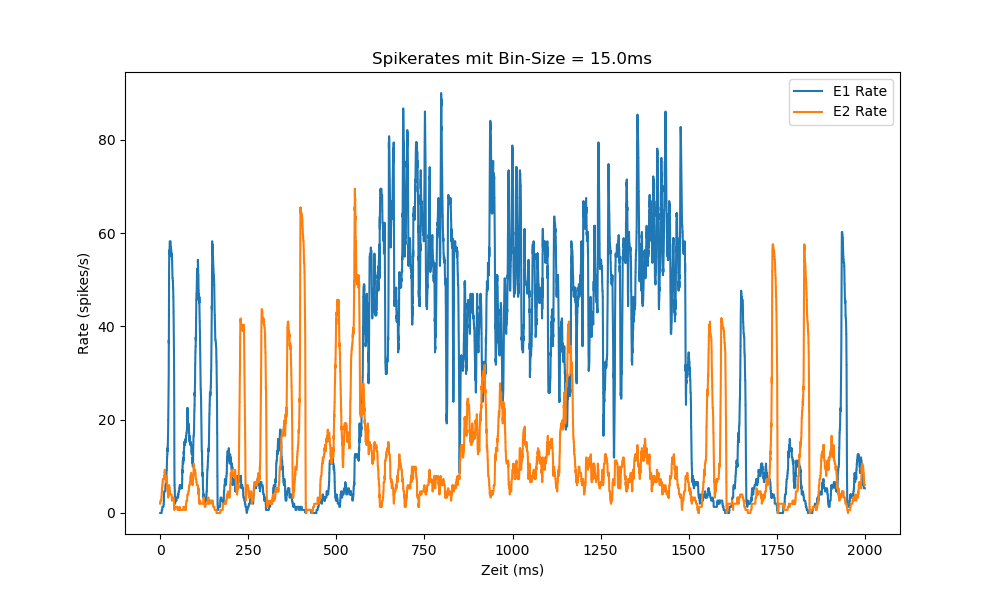 Spikerates mit Bin-Size = 15.0ms
E1 Rate
E2 Rate
80
60
40
20
0
Rate (spikes/s)
0 250 500 750 1000 1250 1500 1750 2000
Zeit (ms)